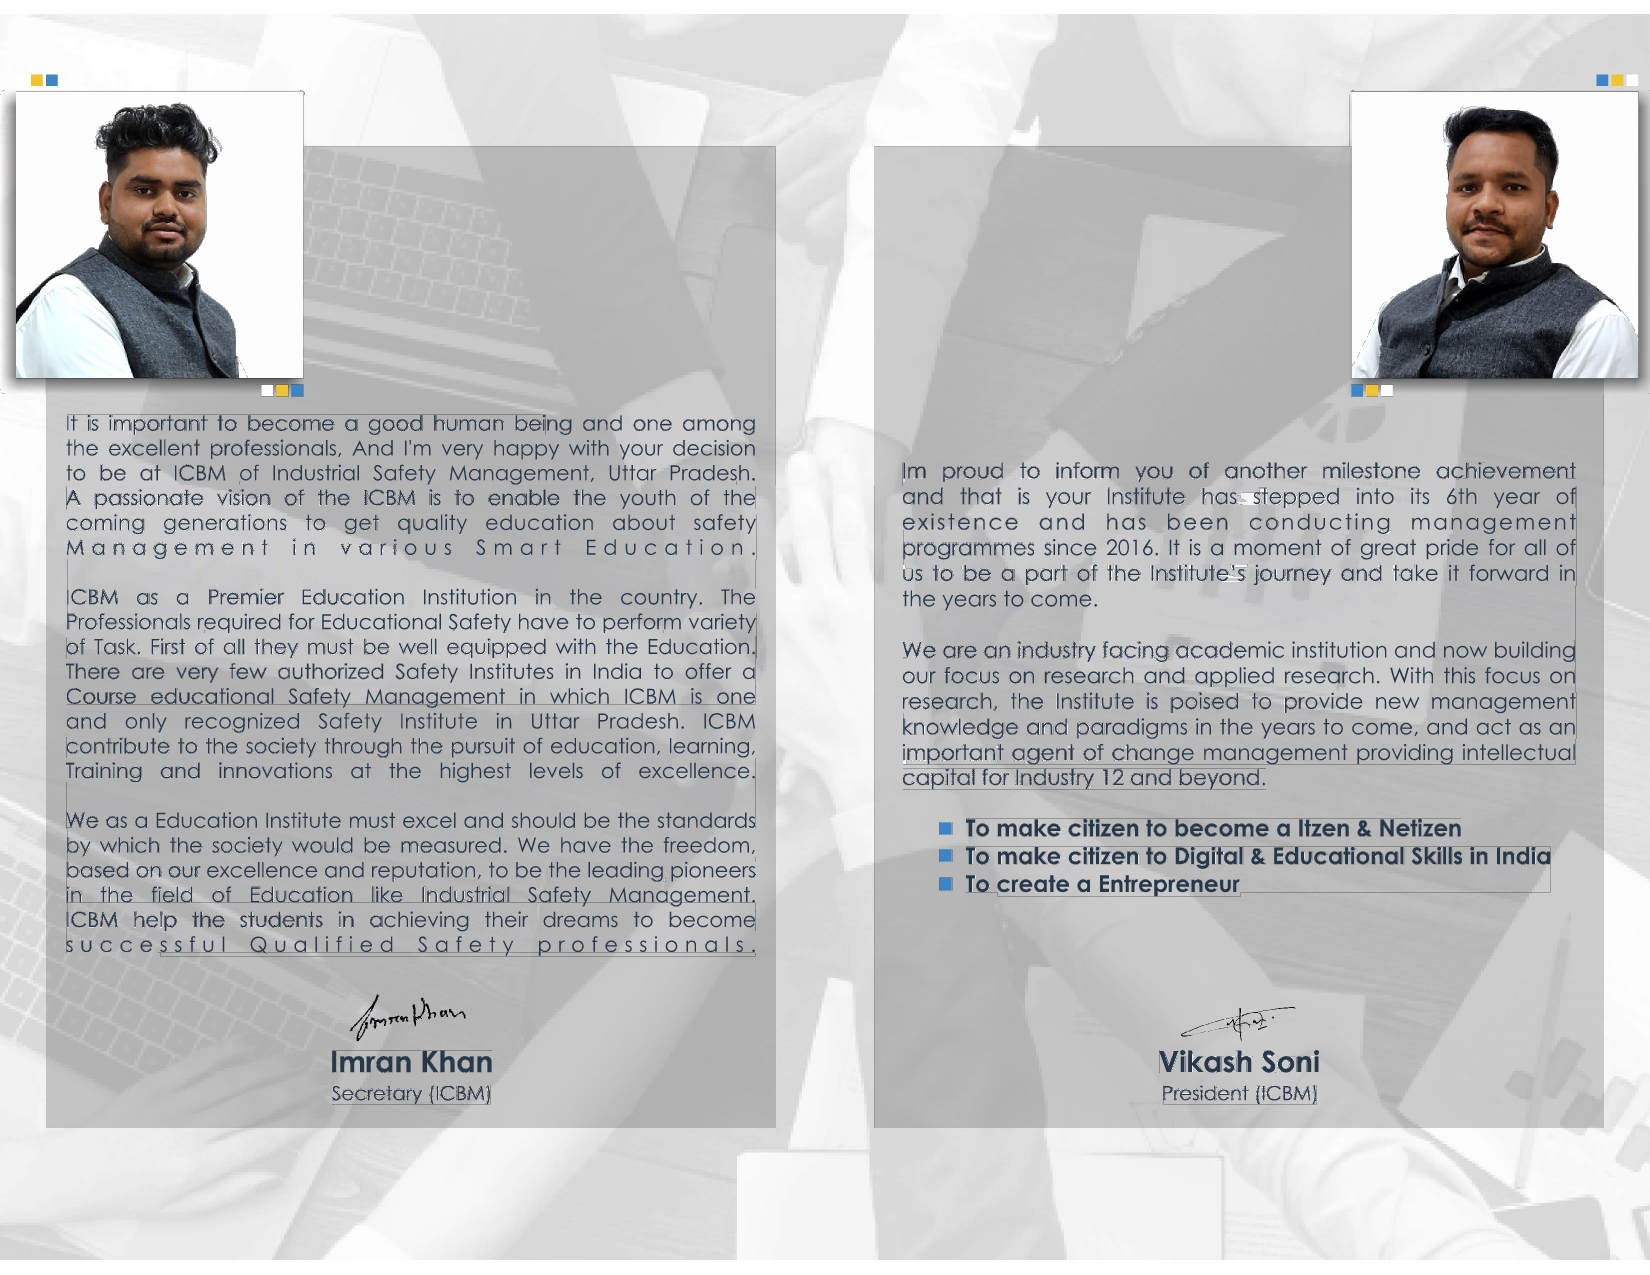 It is important to become a good human being and one among
the excellent professionals, And I'm very happy with your decision
to be at ICBM of Industrial Safety Management, Uttar Pradesh.
A passionate vision of the ICBM is to enable the youth of the
coming generations to get quality education about safety
Management in various Smart Education.
ICBM as a Premier Education Institution in the country. The
Professionals required for Educational Safety have to perform variety
of Task. First of all they must be well equipped with the Education.
There are very few authorized Safety Institutes in India to offer a
Course educational Safety Management in which ICBM is one
and only recognized Safety Institute in Uttar Pradesh. ICBM
contribute to the society through the pursuit of education, learning,
Training and innovations at the highest levels of excellence.
We as a Education Institute must excel and should be the standards
by which the society would be measured. We have the freedom,
based on our excellence and reputation, to be the leading pioneers
in the field of Education like Industrial Safety Management.
ICBM help the students in achieving their dreams to become
successful Qualified Safety professionals.
Imran Khan
Imran Khan
Secretary (ICBM)
Im proud to inform you of another milestone achievement
and that is your Institute has stepped into its 6th year of
existence and has been conducting management
programmes since 2016. It is a moment of great pride for all of
us to be a part of the Institute's journey and take it forward in
the years to come.
We are an industry facing academic institution and now building
our focus on research and applied research. With this focus on
research, the Institute is poised to provide new management
knowledge and paradigms in the years to come, and act as an
important agent of change management providing intellectual
capital for Industry 12 and beyond.
To make citizen to become a Itzen & Netizen
To make citizen to Digital & Educational Skills in India
To create a Entrepreneur
Vikash Soni
President (ICBM)